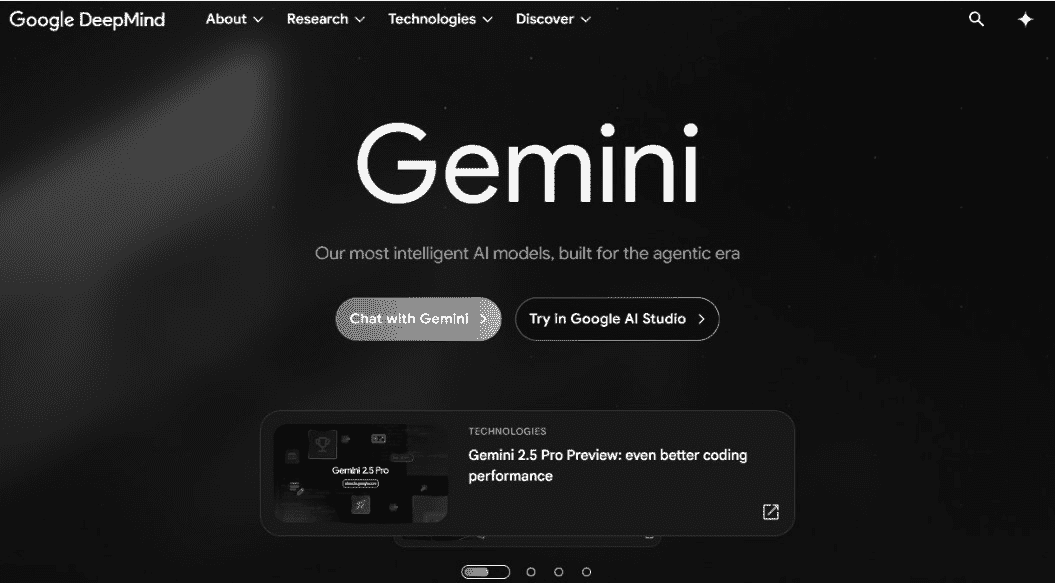 Google DeepMind
About
Research
Technologies
Discover
Gemini
Our most intelligent AI models, built for the agentic era
Chat with Gemini
Try in Google AI Studio
TECHNOLOGIES
Gemini 2.5 Pro Preview: even better coding
performance
Gemini 2.5 Pro